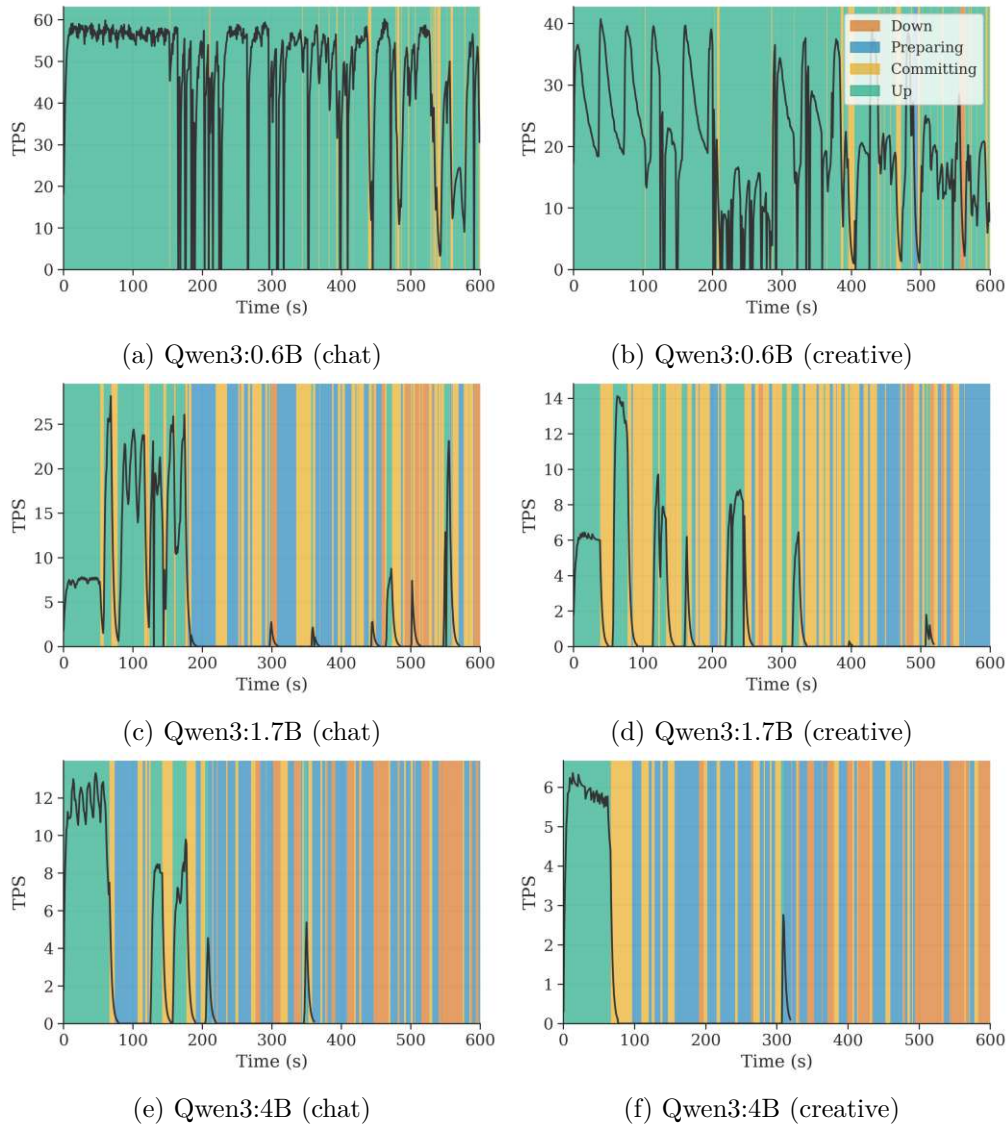 60
50
40
30
20
10
0
TPS
0 100 200 300 400 500 600
Time (s)
(a) Qwen3:0.6B (chat)
40
30
20
10
0
TPS
Down
Preparing
Committing
Up
0 100 200 300 400 500 600
Time (s)
(b) Qwen3:0.6B (creative)
25
20
15
10
5
0
TPS
0 100 200 300 400 500 600
Time (s)
(c) Qwen3:1.7B (chat)
14
12
10
8
6
4
2
0
TPS
0 100 200 300 400 500 600
Time (s)
(d) Qwen3:1.7B (creative)
12
10
8
6
4
2
0
TPS
0 100 200 300 400 500 600
Time (s)
(e) Qwen3:4B (chat)
6
5
4
3
2
1
0
TPS
0 100 200 300 400 500 600
Time (s)
(f) Qwen3:4B (creative)